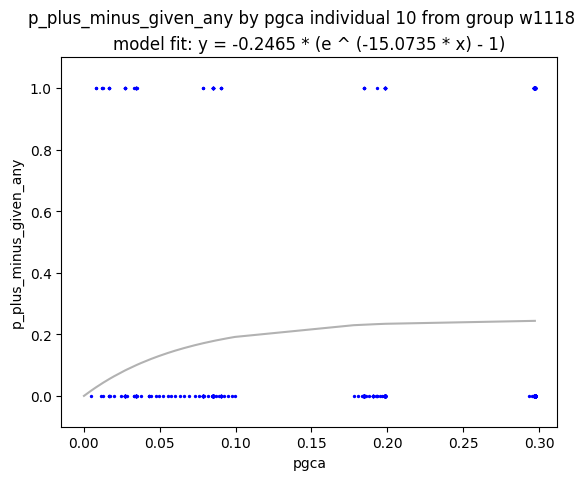 p_plus_minus_given_any by pgca individual 10 from group w1118
model fit: y = -0.2465 * (e ^ (-15.0735 * x) - 1)
1.0
0.8
0.6
0.4
0.2
0.0
p_plus_minus_given_any
0.00 0.05 0.10 0.15 0.20 0.25 0.30
pgca